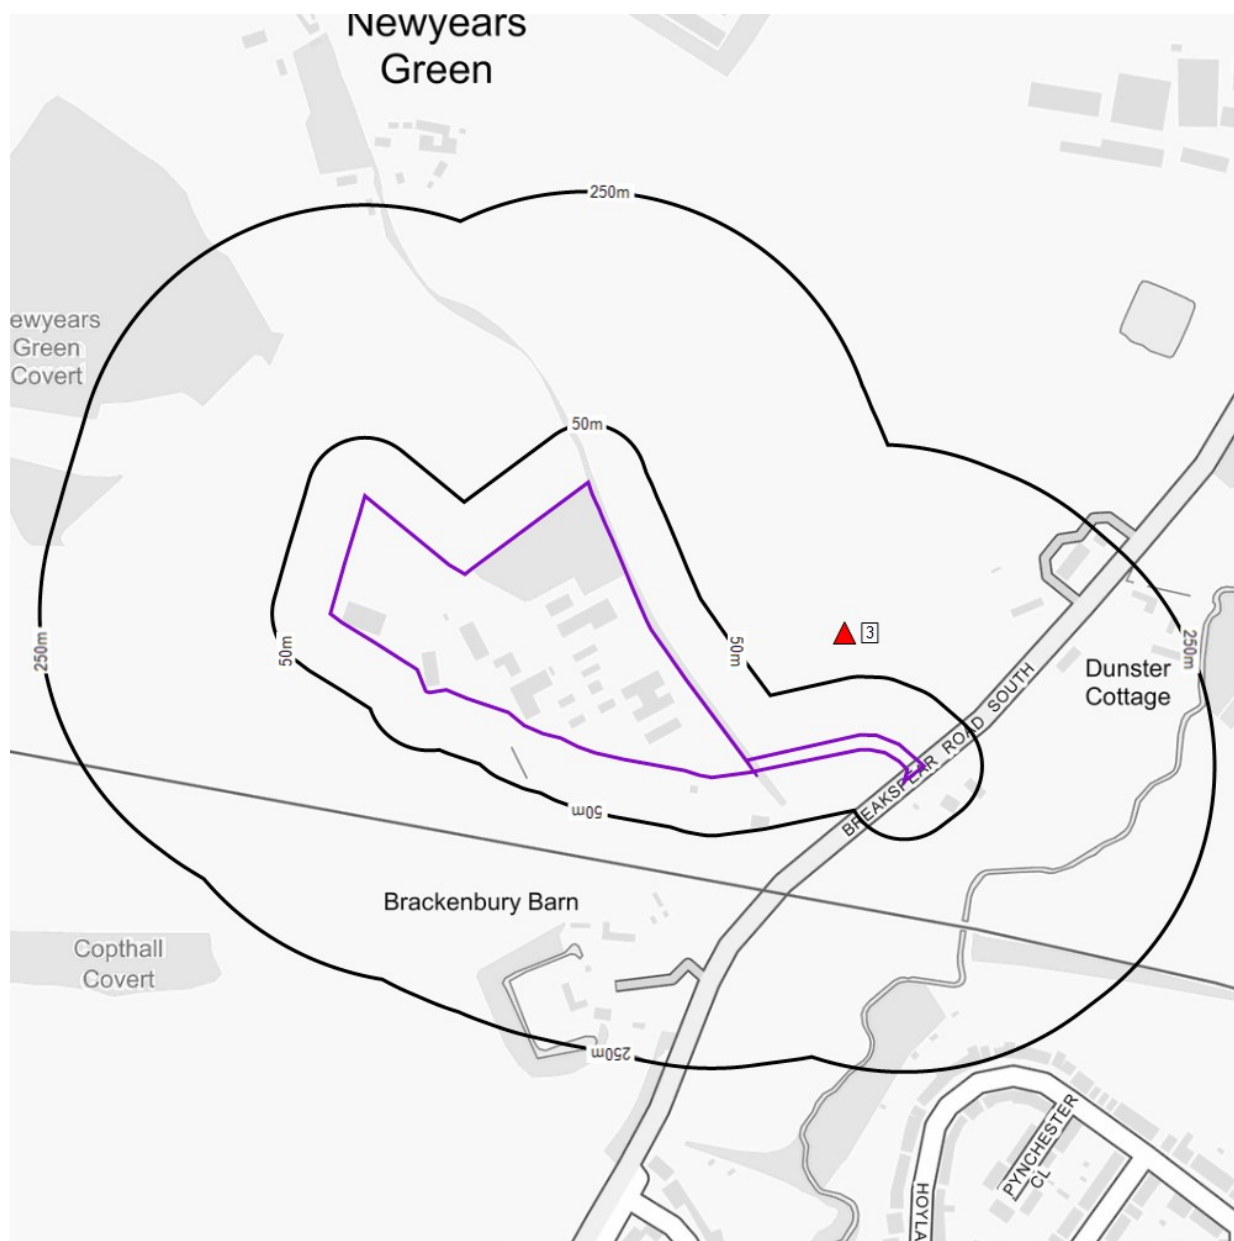 Newyears
Green
250m
ewyears
Green
Covert
50m
3
250m
50m
50m
250m
Dunster
Cottage
BREAKSPEAR ROAD SOUTH
50m
Brackenbury Barn
Copthall
Covert
250m
PYNCHESTER
CL
HOYLA